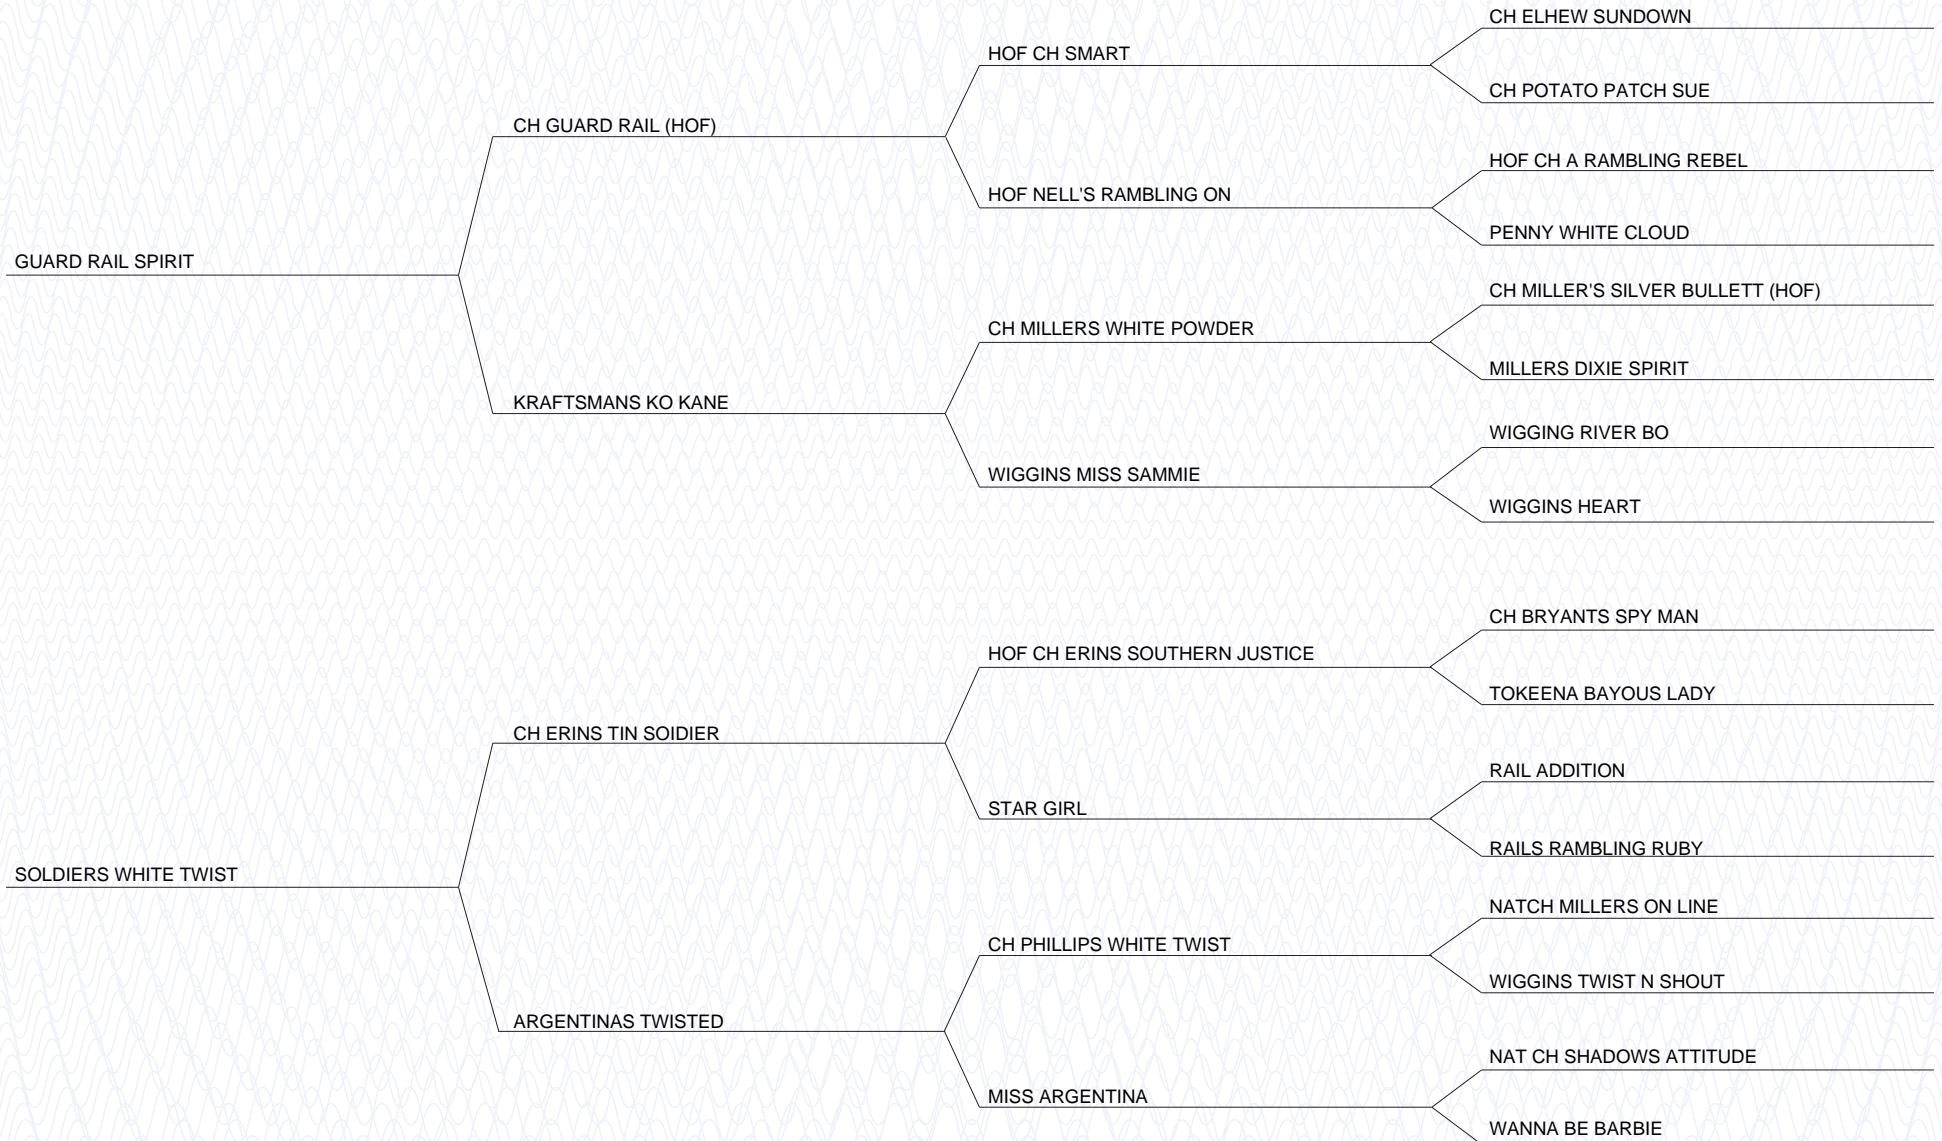 CH ELHEW SUNDOWN
HOF CH SMART
CH POTATO PATCH SUE
CH GUARD RAIL (HOF)
HOF CH A RAMBLING REBEL
HOF NELL'S RAMBLING ON
PENNY WHITE CLOUD
GUARD RAIL SPIRIT
CH MILLER'S SILVER BULLETT (HOF)
CH MILLERS WHITE POWDER
MILLERS DIXIE SPIRIT
KRAFTSMANS KO KANE
WIGGING RIVER BO
WIGGINS MISS SAMMIE
WIGGINS HEART
CH BRYANTS SPY MAN
HOF CH ERINS SOUTHERN JUSTICE
TOKEENA BAYOUS LADY
CH ERINS TIN SOIDIER
RAIL ADDITION
STAR GIRL
RAILS RAMBLING RUBY
SOLDIERS WHITE TWIST
NATCH MILLERS ON LINE
CH PHILLIPS WHITE TWIST
WIGGINS TWIST N SHOUT
ARGENTINAS TWISTED
NAT CH SHADOWS ATTITUDE
MISS ARGENTINA
WANNA BE BARBIE